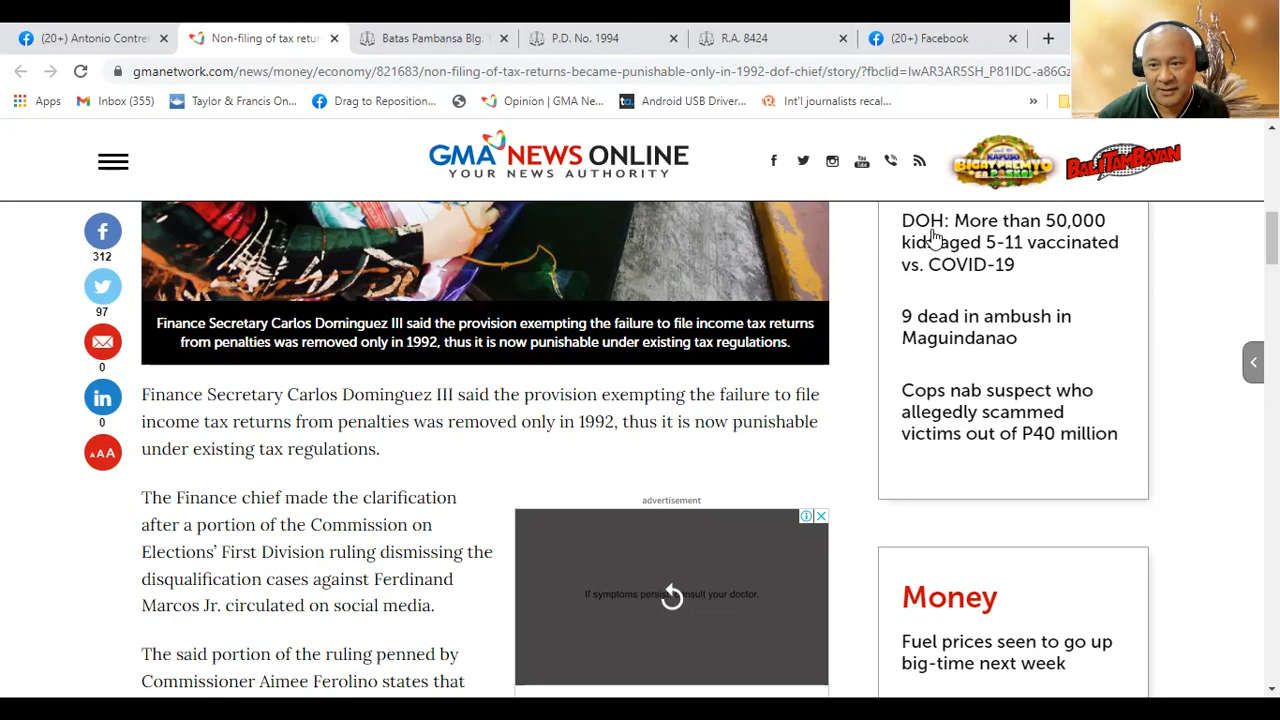 (20+) Antonio Contre
Non-filing of tax retur
Batas Pambansa Blg.
P.D. No. 1994
R.A. 8424
(20+) Facebook
gmanetwork.com/news/money/economy/821683/non-filing-of-tax-returns-became-punishable-only-in-1992-dof-chief/story/?fbclid=IwAR3AR5SH_P81IDC-a86G
Apps
Inbox (355)
Taylor & Francis On...
Drag to Reposition...
Opinion | GMA Ne...
Android USB Driver...
Int'l journalists recal...
»
GMA NEWS ONLINE
YOUR NEWS AUTHORITY
KAPUSO
BIGAY PREMYO
SA PASKO
BALITAMBAYAN
312
97
0
0
AAA
Finance Secretary Carlos Dominguez III said the provision exempting the failure to file income tax returns
from penalties was removed only in 1992, thus it is now punishable under existing tax regulations.
Finance Secretary Carlos Dominguez III said the provision exempting the failure to file
income tax returns from penalties was removed only in 1992, thus it is now punishable
under existing tax regulations.
The Finance chief made the clarification
after a portion of the Commission on
Elections' First Division ruling dismissing the
disqualification cases against Ferdinand
Marcos Jr. circulated on social media.
The said portion of the ruling penned by
Commissioner Aimee Ferolino states that
advertisement
If symptoms persist, consult your doctor.
DOH: More than 50,000
kids aged 5-11 vaccinated
vs. COVID-19
9 dead in ambush in
Maguindanao
Cops nab suspect who
allegedly scammed
victims out of P40 million
Money
Fuel prices seen to go up
big-time next week